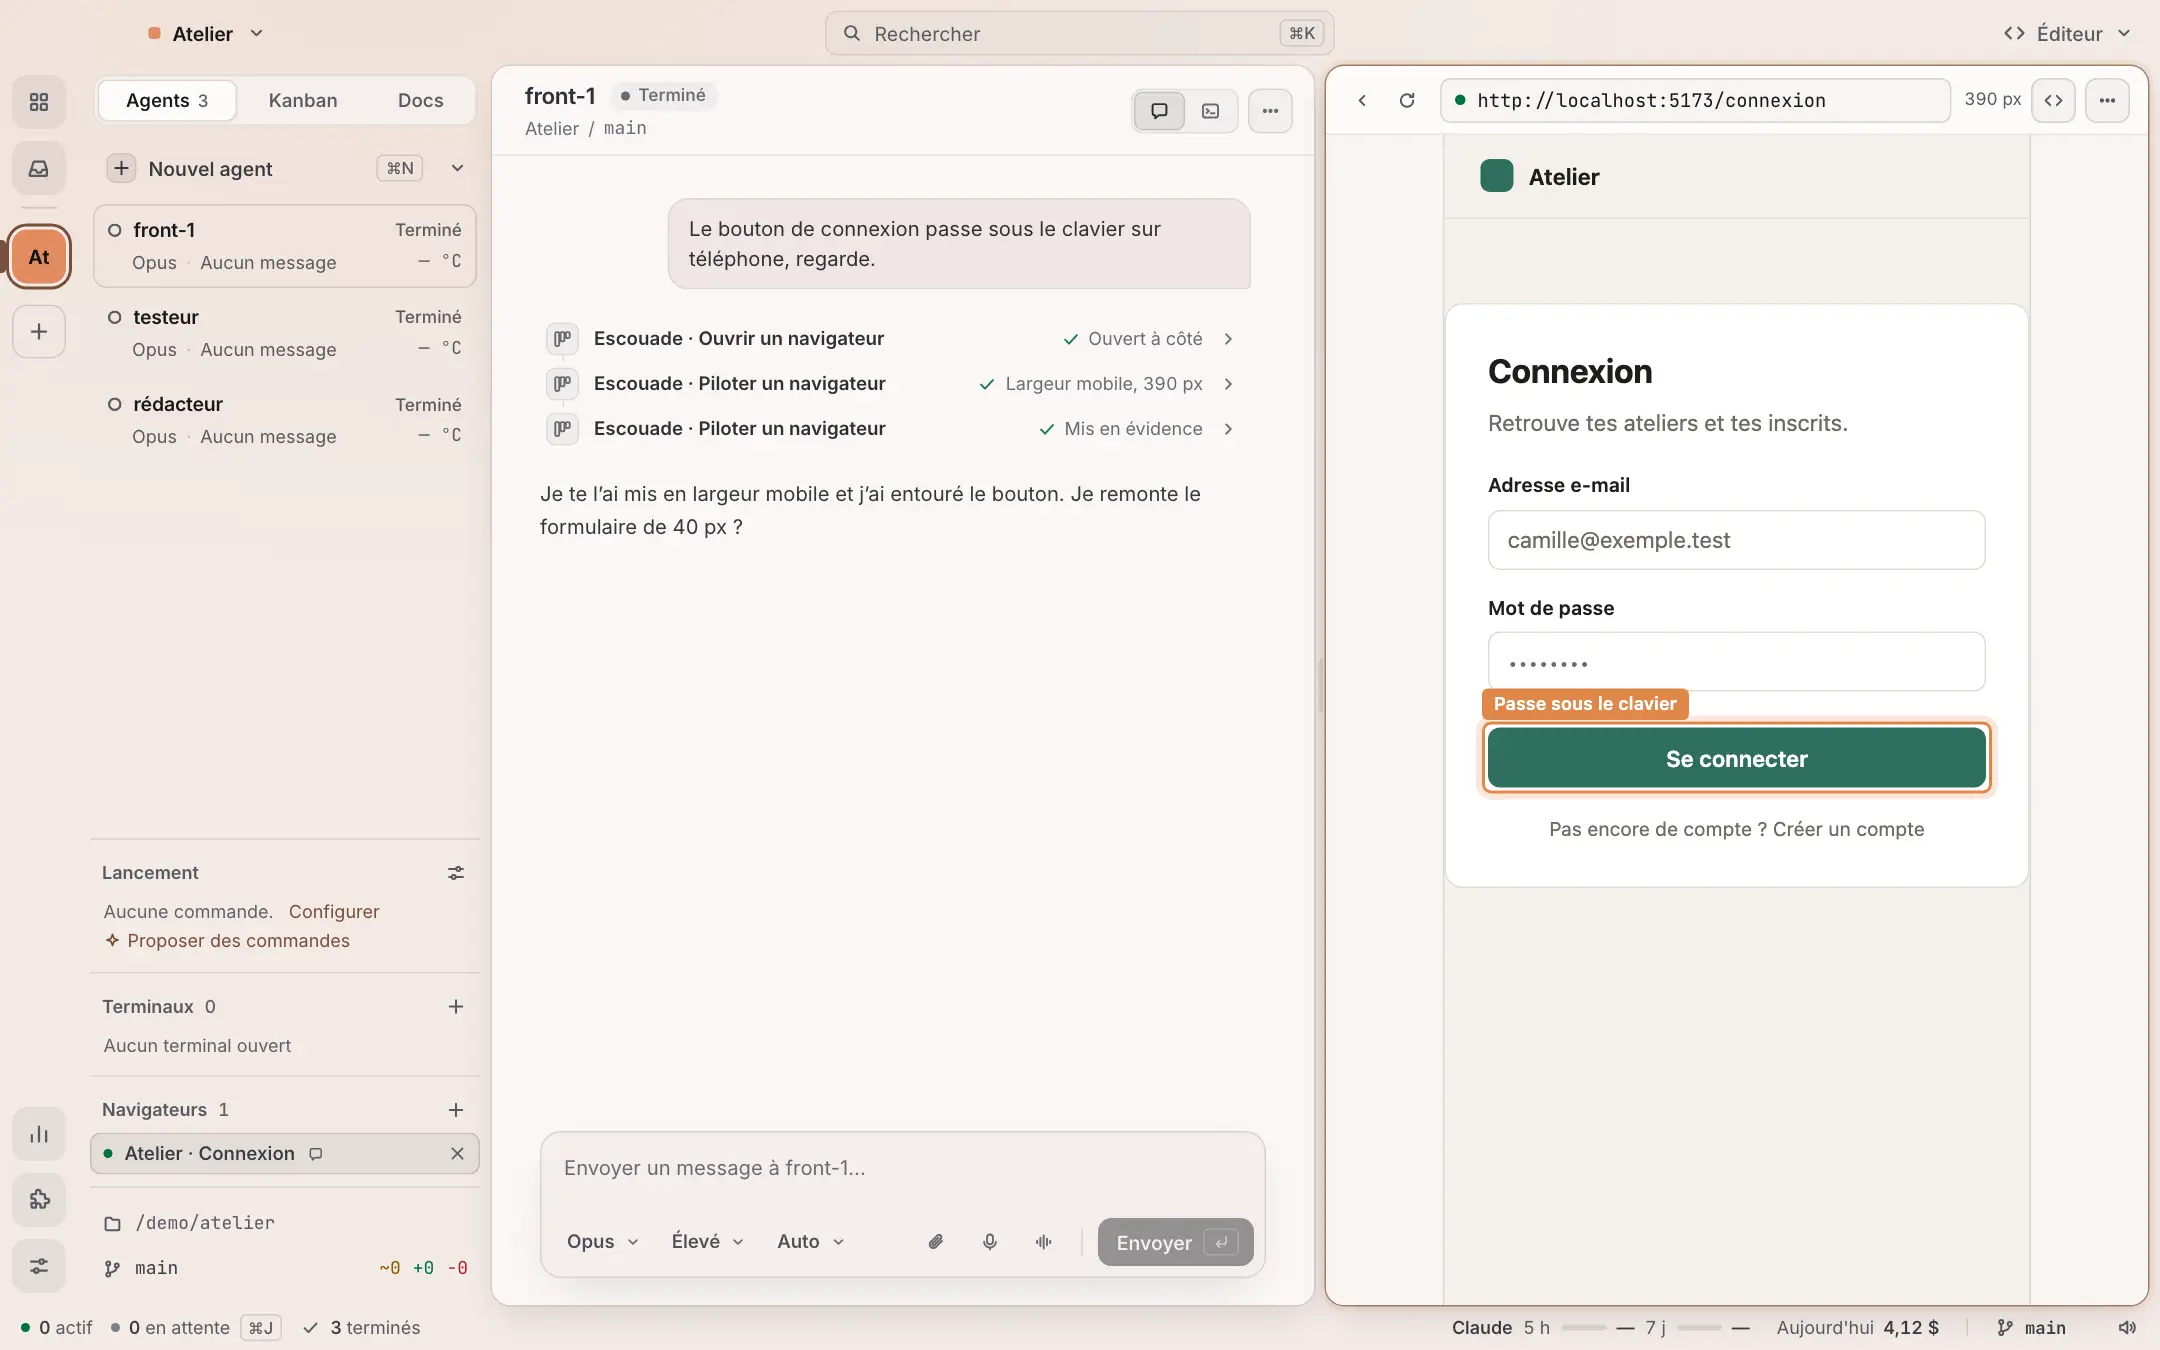 Atelier
Rechercher
⌘K
Éditeur
Agents 3
Kanban
Docs
Nouvel agent
⌘N
At
front-1
Terminé
Opus · Aucun message
— °C
testeur
Terminé
Opus · Aucun message
— °C
rédacteur
Terminé
Opus · Aucun message
— °C
Lancement
Aucune commande. Configurer
Proposer des commandes
Terminaux 0
Aucun terminal ouvert
Navigateurs 1
Atelier · Connexion
/demo/atelier
main
~0 +0 -0
front-1
Terminé
Atelier / main
Le bouton de connexion passe sous le clavier sur
téléphone, regarde.
Escouade · Ouvrir un navigateur
Ouvert à côté
Escouade · Piloter un navigateur
Largeur mobile, 390 px
Escouade · Piloter un navigateur
Mis en évidence
Je te l’ai mis en largeur mobile et j’ai entouré le bouton. Je remonte le
formulaire de 40 px ?
Envoyer un message à front-1...
Opus
Élevé
Auto
Envoyer
http://localhost:5173/connexion
390 px
Atelier
Connexion
Retrouve tes ateliers et tes inscrits.
Adresse e-mail
camille@exemple.test
Mot de passe
••••••••
Passe sous le clavier
Se connecter
Pas encore de compte ? Créer un compte
0 actif
0 en attente
⌘J
3 terminés
Claude 5 h — 7 j —
Aujourd'hui 4,12 $
main